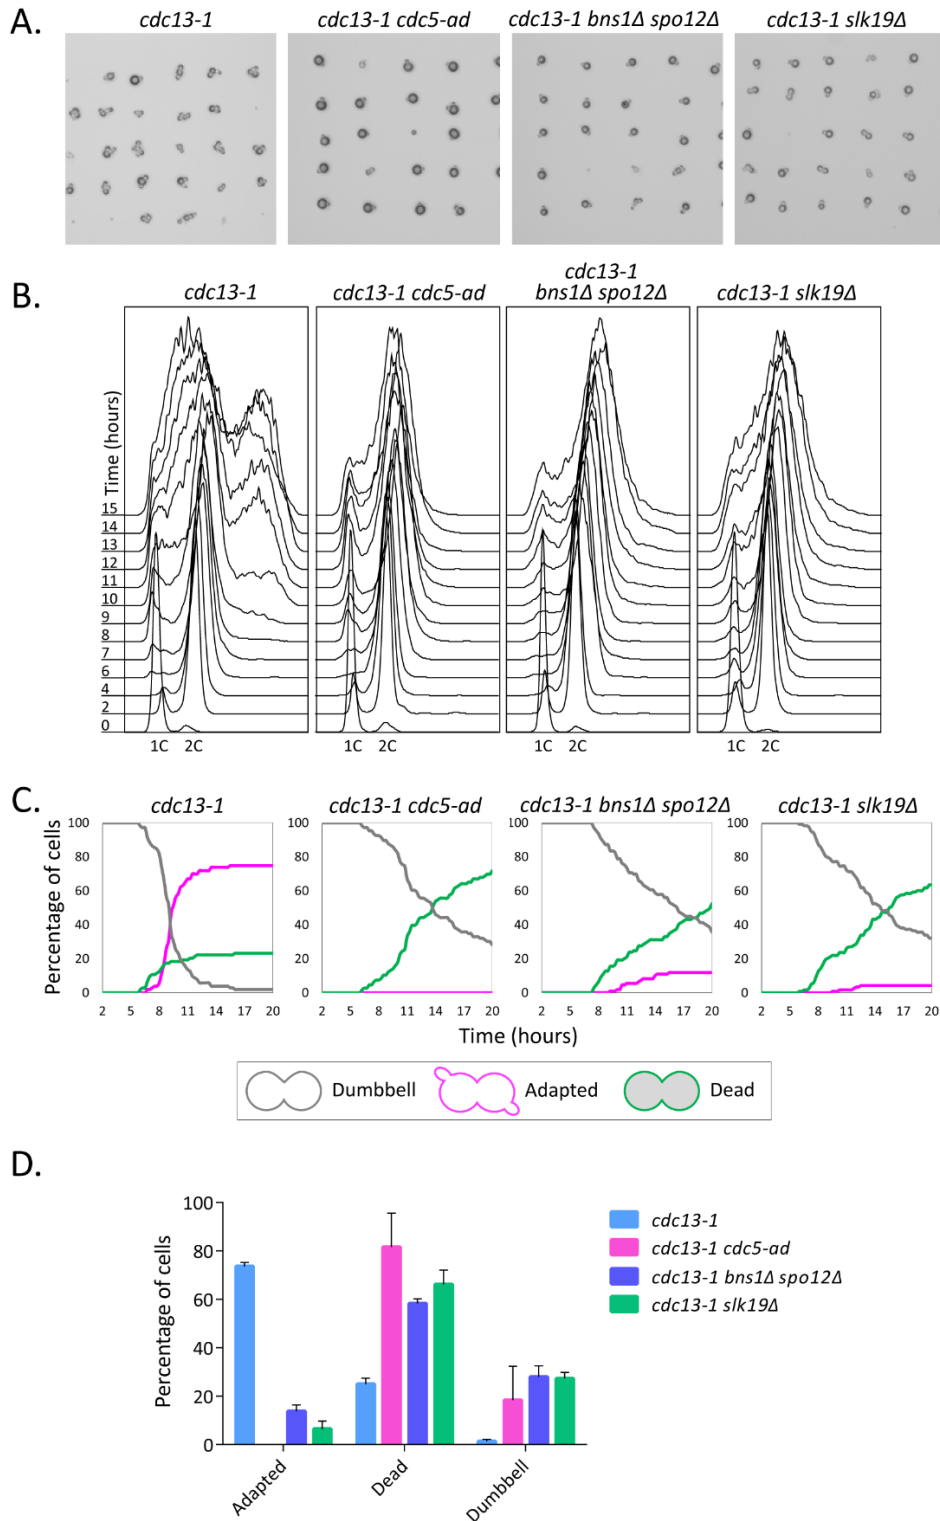 A.
cdc13-1
cdc13-1 cdc5-ad
cdc13-1 bns1Δ spo12Δ
cdc13-1 slk19Δ
B.
cdc13-1
cdc13-1 cdc5-ad
cdc13-1
bns1Δ spo12Δ
cdc13-1 slk19Δ
Time (hours)
15
14
13
12
11
10
9
8
7
6
4
2
0
1C 2C
1C 2C
1C 2C
1C 2C
C.
cdc13-1
cdc13-1 cdc5-ad
cdc13-1 bns1Δ spo12Δ
cdc13-1 slk19Δ
Percentage of cells
100
80
60
40
20
0
2 5 8 11 14 17 20
100
80
60
40
20
0
2 5 8 11 14 17 20
100
80
60
40
20
0
2 5 8 11 14 17 20
100
80
60
40
20
0
2 5 8 11 14 17 20
Time (hours)
Dumbbell
Adapted
Dead
D.
Percentage of cells
100
80
60
40
20
0
Adapted
Dead
Dumbbell
cdc13-1
cdc13-1 cdc5-ad
cdc13-1 bns1Δ spo12Δ
cdc13-1 slk19Δ